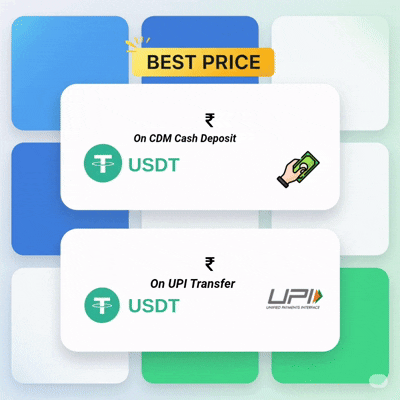 BEST PRICE
₹
On CDM Cash Deposit
USDT
₹
On UPI Transfer
USDT
UPI
UNIFIED PAYMENTS INTERFACE